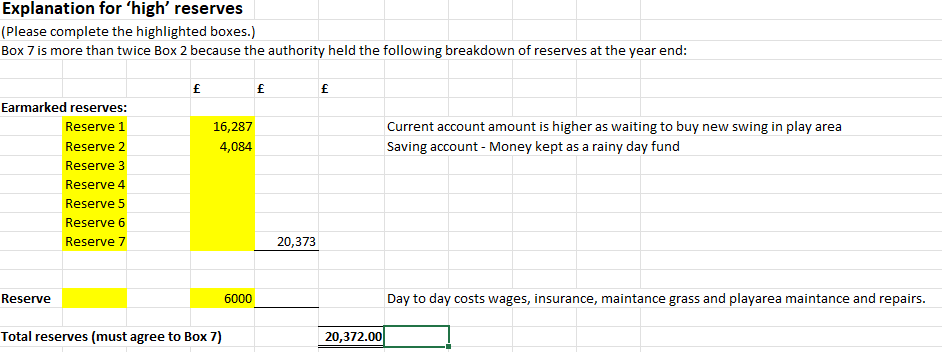 Explanation for ‘high’ reserves
(Please complete the highlighted boxes.)
Box 7 is more than twice Box 2 because the authority held the following breakdown of reserves at the year end:
£ £ £
Earmarked reserves:
Reserve 1 16,287 Current account amount is higher as waiting to buy new swing in play area
Reserve 2 4,084 Saving account - Money kept as a rainy day fund
Reserve 3
Reserve 4
Reserve 5
Reserve 6
Reserve 7 20,373
Reserve 6000 Day to day costs wages, insurance, maintance grass and playarea maintance and repairs.
Total reserves (must agree to Box 7) 20,372.00